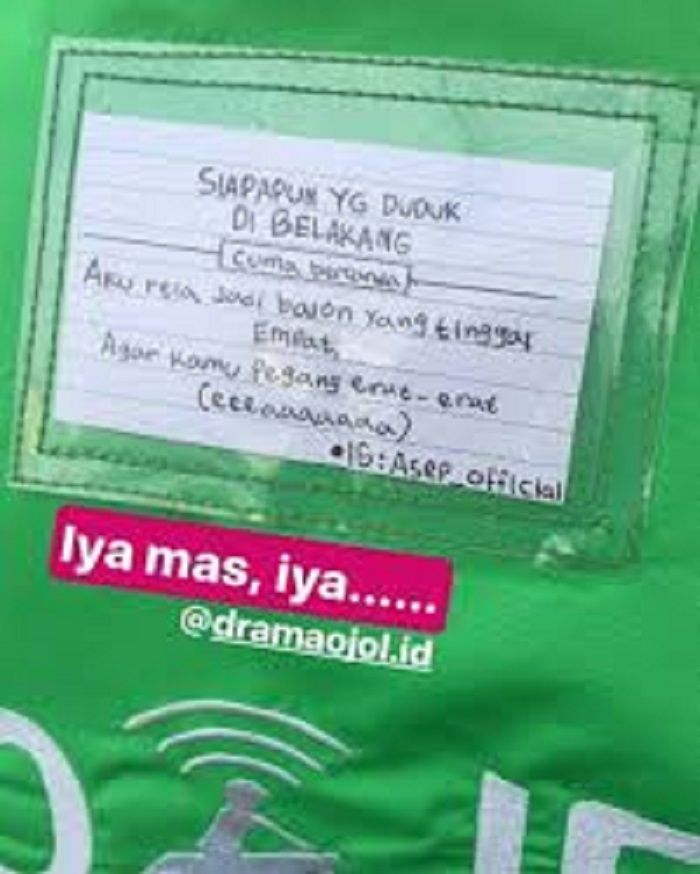 SIAPAPUN YG DUDUK
DI BELAKANG
(Cuma bercanda)
Aku rela jadi balon yang tinggal
Empat,
Agar kamu pegang erat-erat
(eeeaaaaaaa)
•IG: Asep_official
Iya mas, iya......
@dramaojol.id